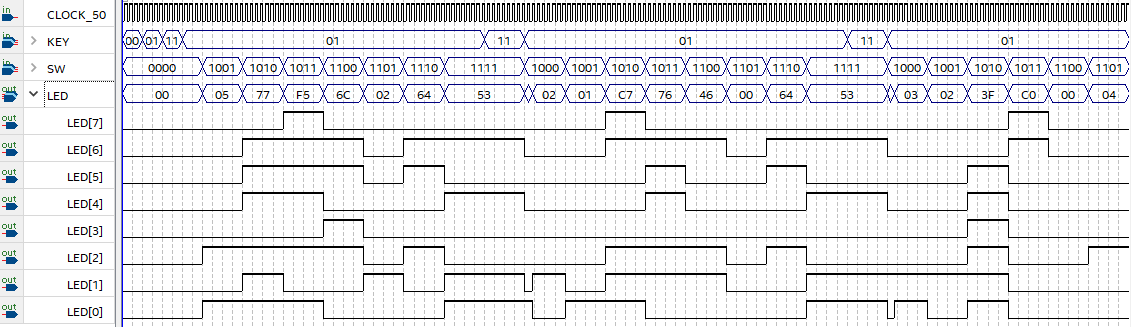 in CLOCK_50
in KEY 00 01 11 01 11 01 11 01
in SW 0000 1001 1010 1011 1100 1101 1110 1111 1000 1001 1010 1011 1100 1101 1110 1111 1000 1001 1010 1011 1100 1101
out LED 00 05 77 F5 6C 02 64 53 02 01 C7 76 46 00 64 53 03 02 3F C0 00 04
out LED[7]
out LED[6]
out LED[5]
out LED[4]
out LED[3]
out LED[2]
out LED[1]
out LED[0]